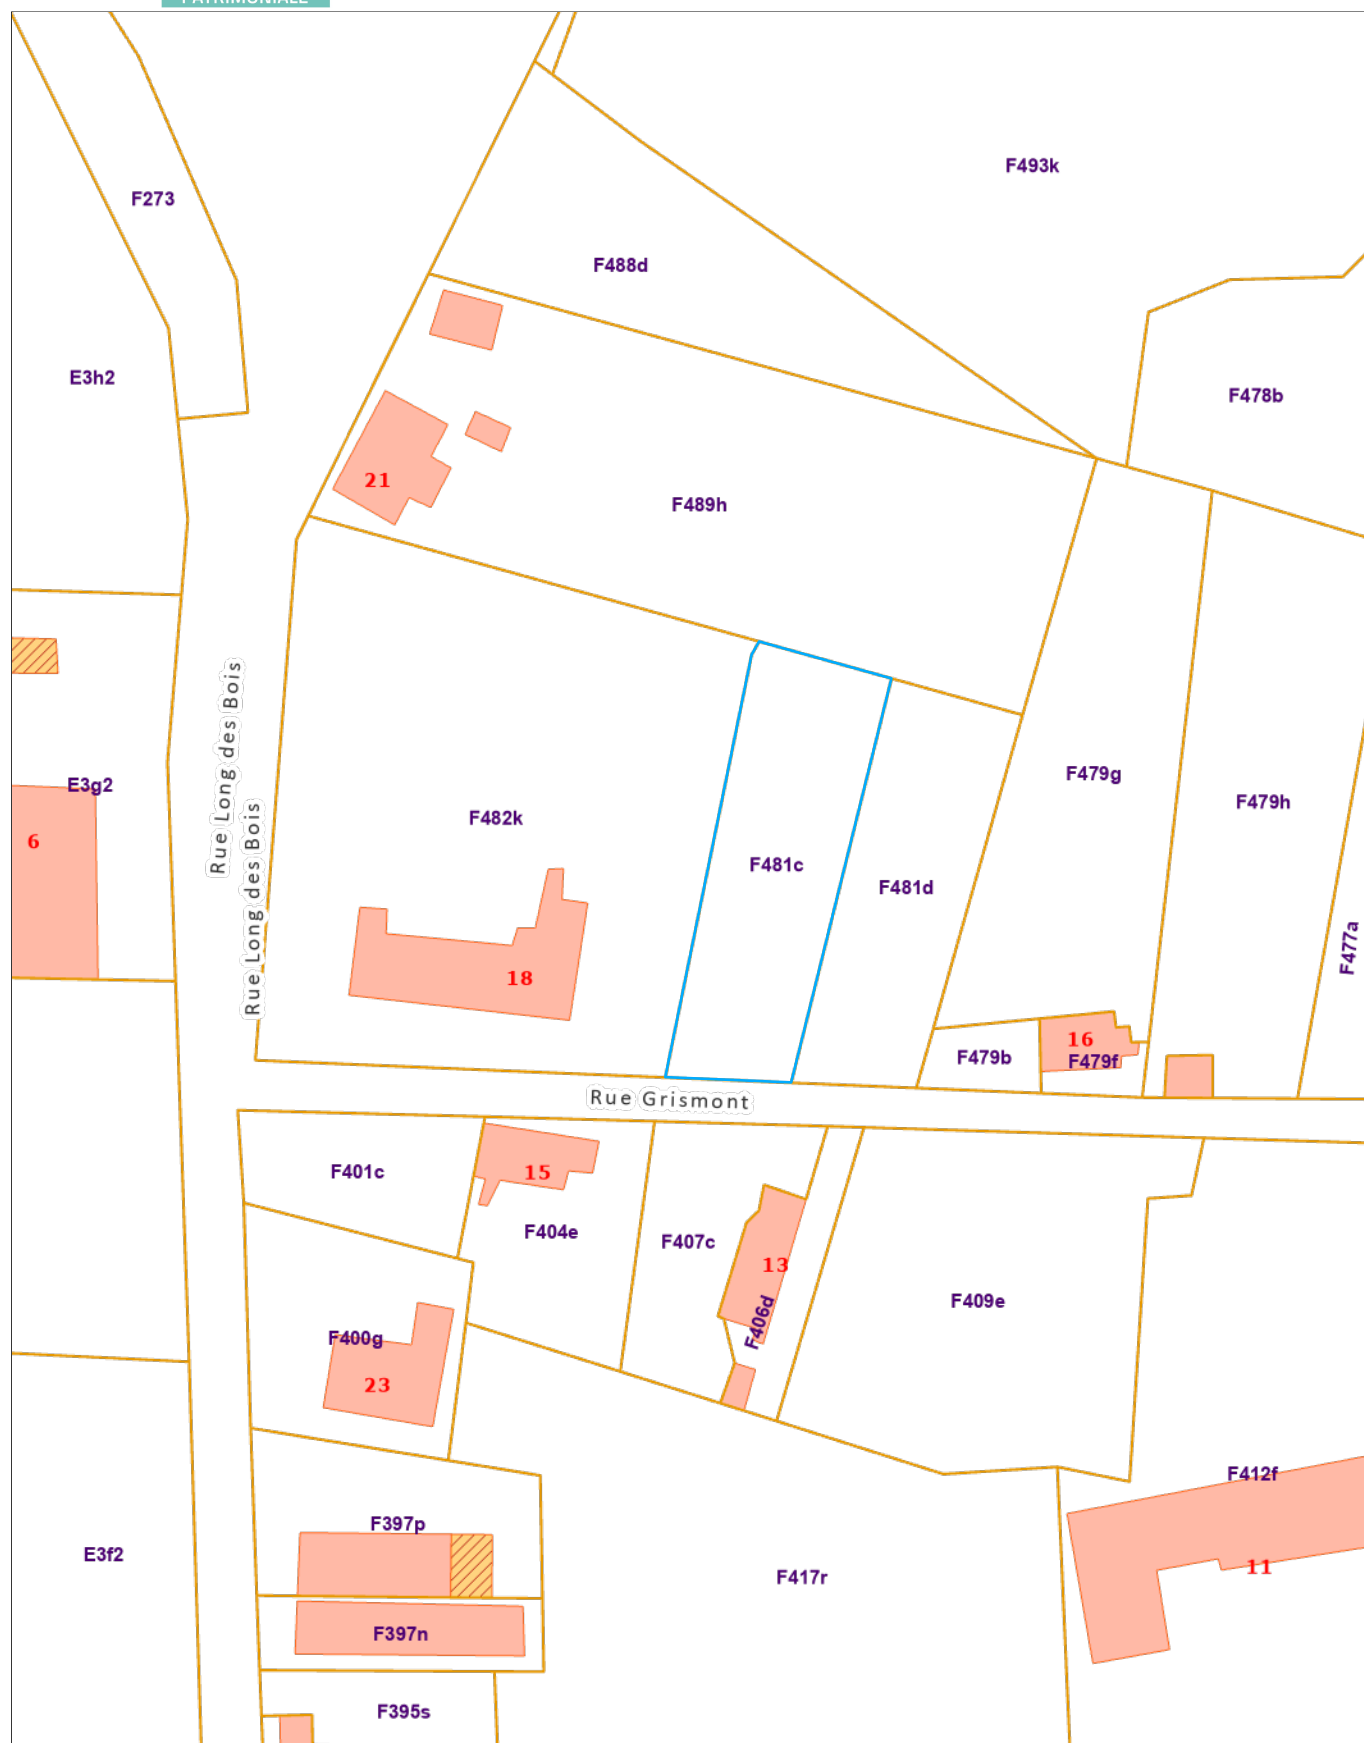 PATRIMONIALE
F493k
F273
F488d
E3h2
F478b
21
F489h
Rue Long des Bois
F479g
E3g2
F479h
Rue Long des Bois
F482k
6
F481c
F481d
F477a
18
16
F479b
F479f
Rue Grismont
F401c
15
F404e
F407c
13
F406d
F409e
F400g
23
F412f
F397p
E3f2
11
F417r
F397n
F395s